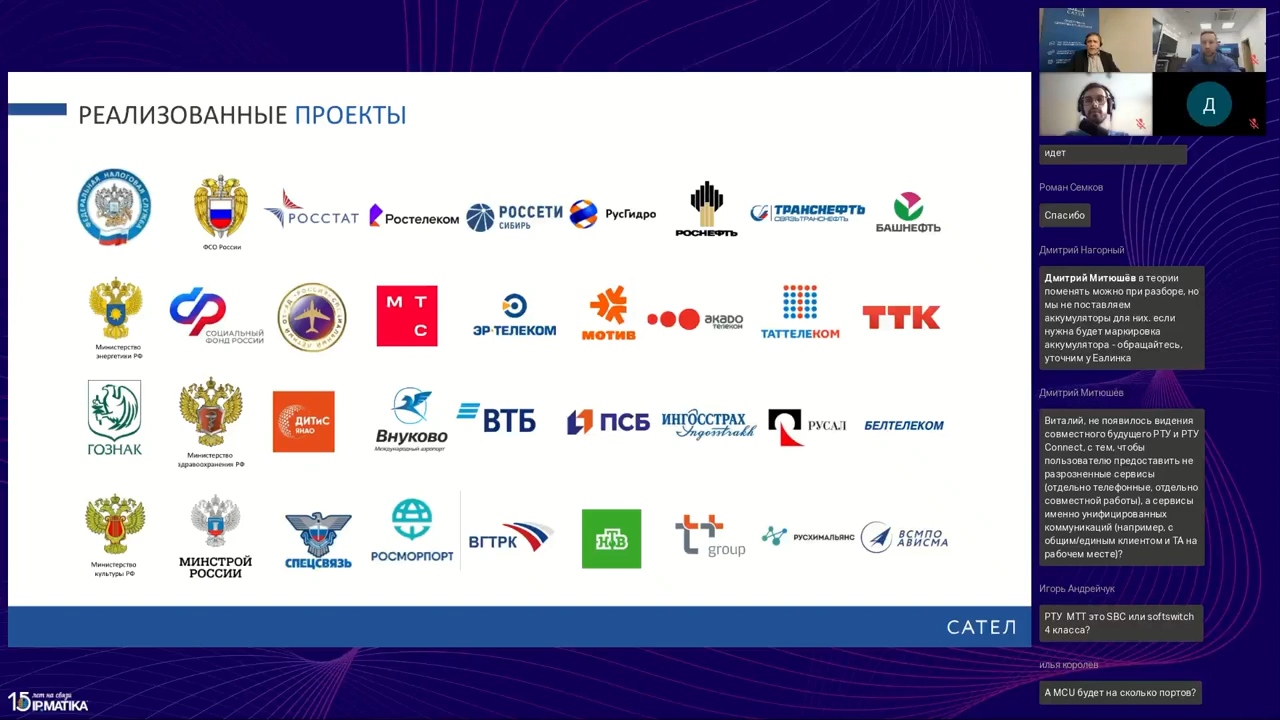 РЕАЛИЗОВАННЫЕ ПРОЕКТЫ
ФЕДЕРАЛЬНАЯ НАЛОГОВАЯ СЛУЖБА
ФСО России
РОССТАТ
Ростелеком
РОССЕТИ
СИБИРЬ
РусГидро
РОСНЕФТЬ
ТРАНСНЕФТЬ
СВЯЗЬТРАНСНЕФТЬ
БАШНЕФТЬ
Министерство
энергетики РФ
СОЦИАЛЬНЫЙ
ФОНД РОССИИ
М Т
С
ЭР-ТЕЛЕКОМ
МОТИВ
акадо
телеком
ТАТТЕЛЕКОМ
ТТК
ГОЗНАК
Министерство
здравоохранения РФ
ДИТиС
ЯНАО
Внуково
Международный аэропорт
ВТБ
ПСБ
ИНГОССТРАХ
Ingosstrakh
РУСАЛ
БЕЛТЕЛЕКОМ
Министерство
культуры РФ
МИНСТРОЙ
РОССИИ
СПЕЦСВЯЗЬ
РОСМОРПОРТ
ВГТРК
НТВ
group
РУСХИМАЛЬЯНС
ВСМПО
АВИСМА
САТЕЛ
15 лет на связи
IPMATIKA
Д
идет
Роман Семков
Спасибо
Дмитрий Нагорный
Дмитрий Митюшёв в теории
поменять можно при разборе, но
мы не поставляем
аккумуляторы для них. если
нужна будет маркировка
аккумулятора - обращайтесь,
уточним у Еалинка
Дмитрий Митюшёв
Виталий, не появилось видения
совместного будущего РТУ и РТУ
Connect, с тем, чтобы
пользователю предоставить не
разрозненные сервисы
(отдельно телефонные, отдельно
совместной работы), а сервисы
именно унифицированных
коммуникаций (например, с
общим/единым клиентом и ТА на
рабочем месте)?
Игорь Андрейчук
РТУ МТТ это SBC или softswitch
4 класса?
илья королёв
А MCU будет на сколько портов?